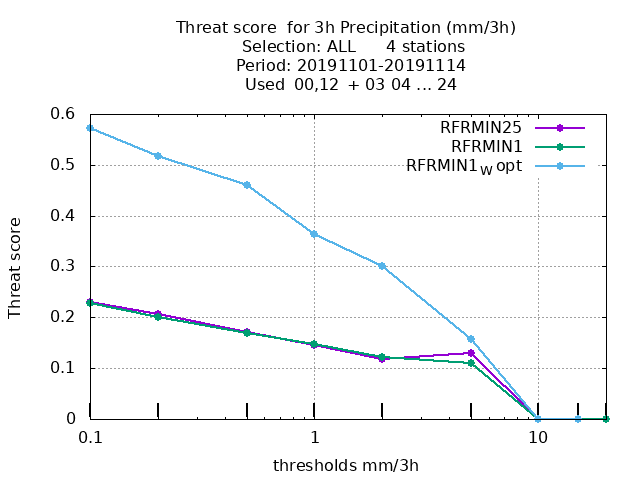 Threat score  for 3h Precipitation (mm/3h)
Selection: ALL      4 stations
Period: 20191101-20191114
Used  00,12  + 03 04 ... 24
RFRMIN25
RFRMIN1
RFRMIN1w opt
Threat score
0.6
0.5
0.4
0.3
0.2
0.1
0
0.1 1 10
thresholds mm/3h